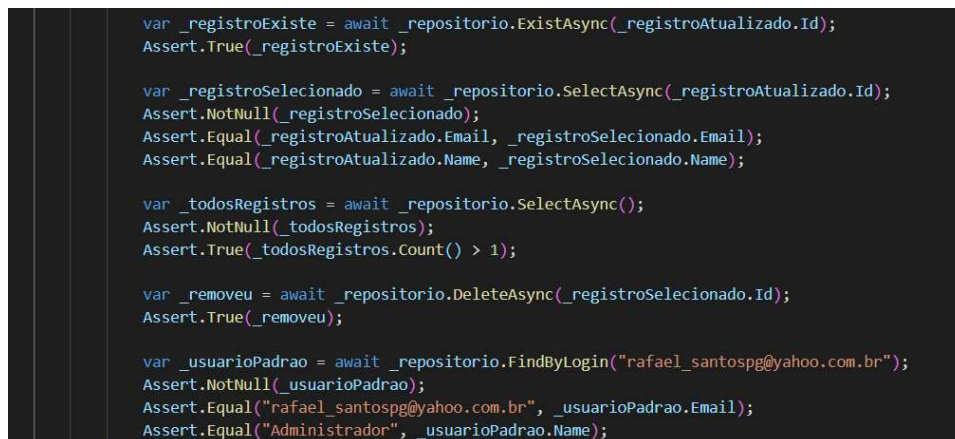 var _registroExiste = await _repositorio.ExistAsync(_registroAtualizado.Id);
Assert.True(_registroExiste);
var _registroSelecionado = await _repositorio.SelectAsync(_registroAtualizado.Id);
Assert.NotNull(_registroSelecionado);
Assert.Equal(_registroAtualizado.Email, _registroSelecionado.Email);
Assert.Equal(_registroAtualizado.Name, _registroSelecionado.Name);
var _todosRegistros = await _repositorio.SelectAsync();
Assert.NotNull(_todosRegistros);
Assert.True(_todosRegistros.Count() > 1);
var _removeu = await _repositorio.DeleteAsync(_registroSelecionado.Id);
Assert.True(_removeu);
var _usuarioPadrao = await _repositorio.FindByLogin("rafael_santospg@yahoo.com.br");
Assert.NotNull(_usuarioPadrao);
Assert.Equal("rafael_santospg@yahoo.com.br", _usuarioPadrao.Email);
Assert.Equal("Administrador", _usuarioPadrao.Name);